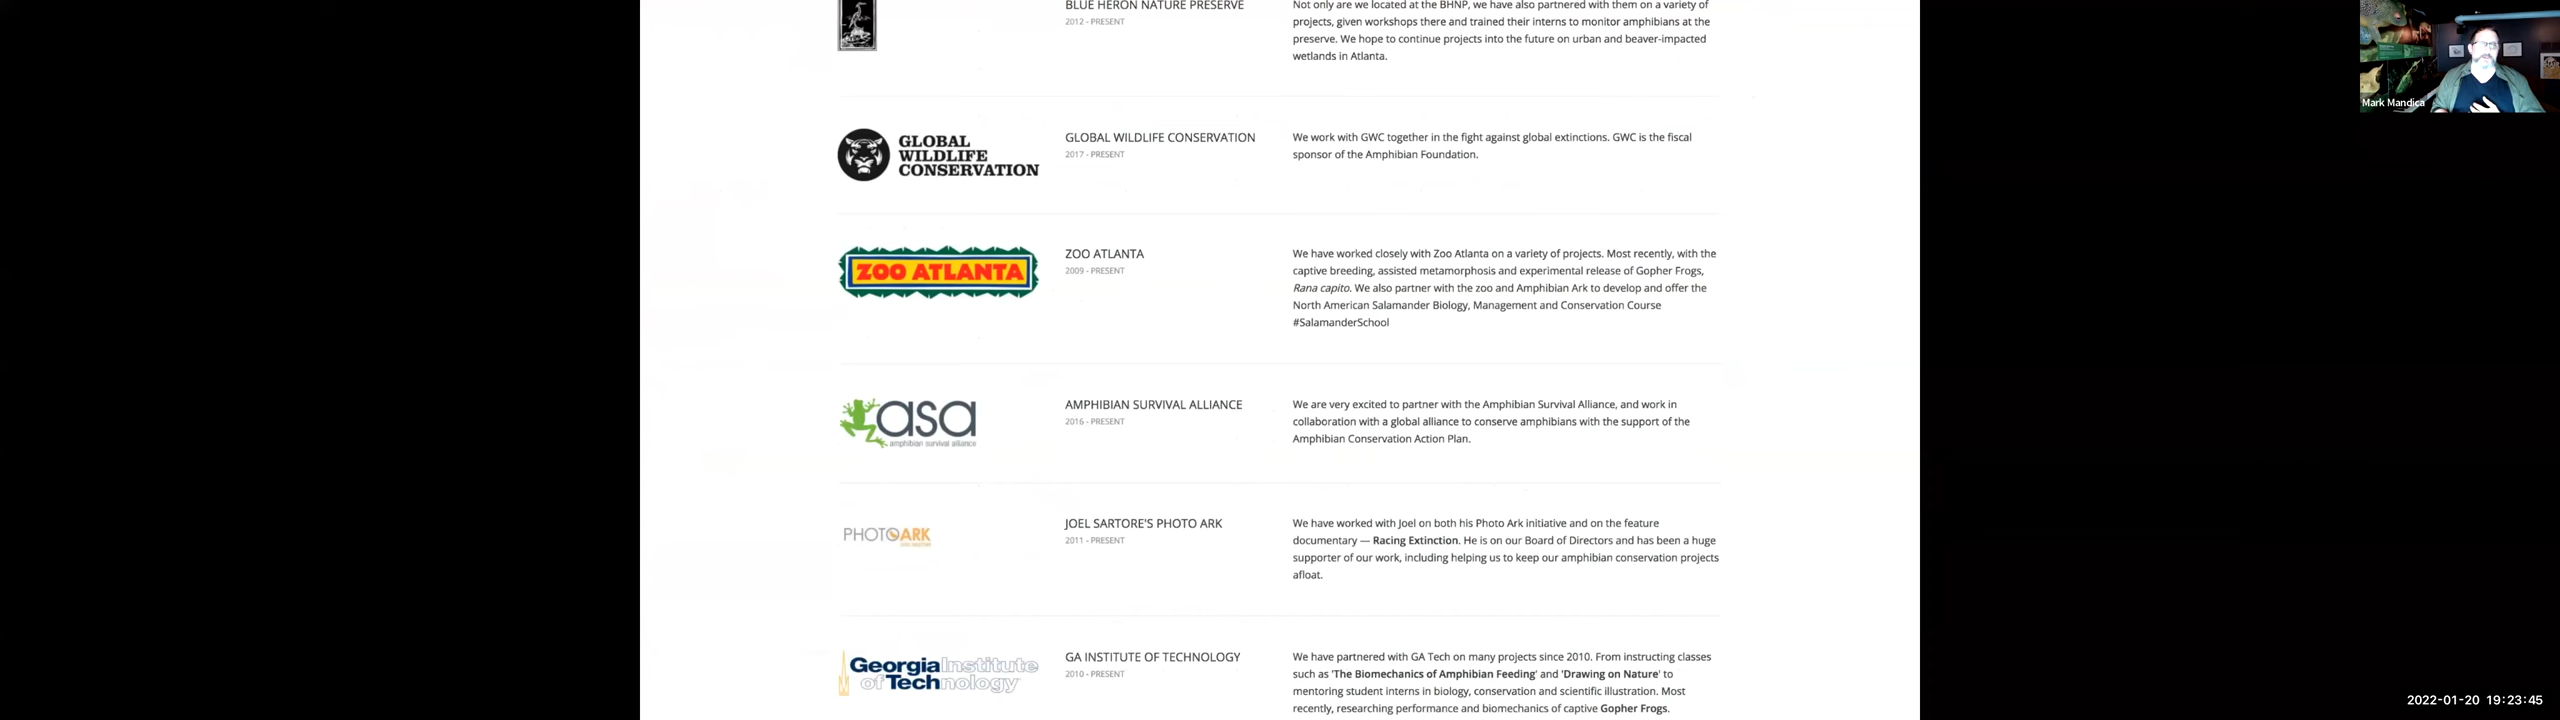 BLUE HERON NATURE PRESERVE
2012 - PRESENT
Not only are we located at the BHNP, we have also partnered with them on a variety of
projects, given workshops there and trained their interns to monitor amphibians at the
preserve. We hope to continue projects into the future on urban and beaver-impacted
wetlands in Atlanta.
Mark Mandica
GLOBAL
WILDLIFE
CONSERVATION
GLOBAL WILDLIFE CONSERVATION
2017 - PRESENT
We work with GWC together in the fight against global extinctions. GWC is the fiscal
sponsor of the Amphibian Foundation.
ZOO ATLANTA
ZOO ATLANTA
2009 - PRESENT
We have worked closely with Zoo Atlanta on a variety of projects. Most recently, with the
captive breeding, assisted metamorphosis and experimental release of Gopher Frogs,
Rana capito. We also partner with the zoo and Amphibian Ark to develop and offer the
North American Salamander Biology, Management and Conservation Course
#SalamanderSchool
asa
amphibian survival alliance
AMPHIBIAN SURVIVAL ALLIANCE
2016 - PRESENT
We are very excited to partner with the Amphibian Survival Alliance, and work in
collaboration with a global alliance to conserve amphibians with the support of the
Amphibian Conservation Action Plan.
PHOTOARK
JOEL SARTORE'S PHOTO ARK
2011 - PRESENT
We have worked with Joel on both his Photo Ark initiative and on the feature
documentary — Racing Extinction. He is on our Board of Directors and has been a huge
supporter of our work, including helping us to keep our amphibian conservation projects
afloat.
Georgia Institute
of Technology
GA INSTITUTE OF TECHNOLOGY
2010 - PRESENT
We have partnered with GA Tech on many projects since 2010. From instructing classes
such as 'The Biomechanics of Amphibian Feeding' and 'Drawing on Nature' to
mentoring student interns in biology, conservation and scientific illustration. Most
recently, researching performance and biomechanics of captive Gopher Frogs.
2022-01-20 19:23:45